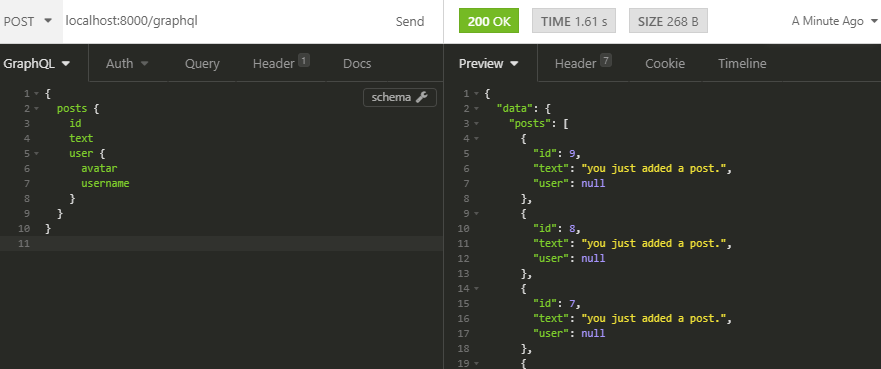 POST localhost:8000/graphql Send 200 OK TIME 1.61 s SIZE 268 B A Minute Ago
GraphQL Auth Query Header 1 Docs Preview Header 7 Cookie Timeline
schema
1 {
2 posts {
3 id
4 text
5 user {
6 avatar
7 username
8 }
9 }
10 }
11
1 {
2 "data": {
3 "posts": [
4 {
5 "id": 9,
6 "text": "you just added a post.",
7 "user": null
8 },
9 {
10 "id": 8,
11 "text": "you just added a post.",
12 "user": null
13 },
14 {
15 "id": 7,
16 "text": "you just added a post.",
17 "user": null
18 },
19 {